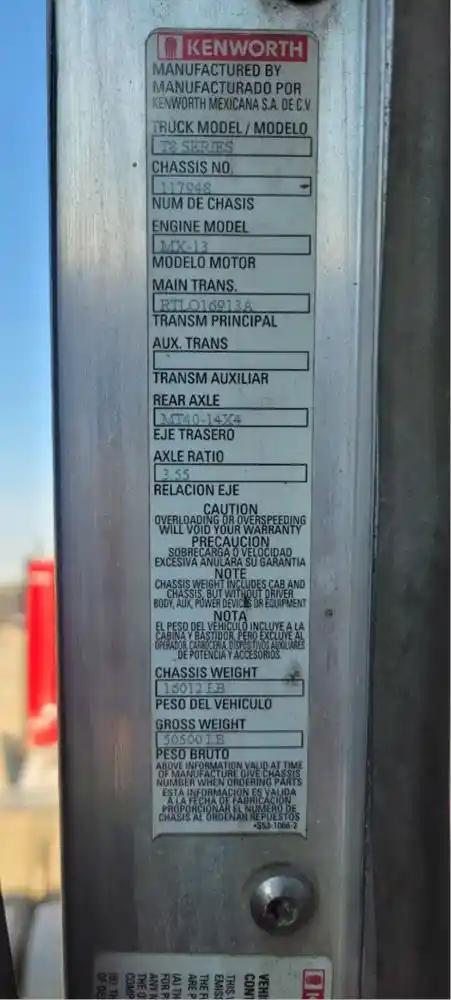 KENWORTH
MANUFACTURED BY
MANUFACTURADO POR
KENWORTH MEXICANA S.A. DE C.V
TRUCK MODEL / MODELO
T8 SERIES
CHASSIS NO.
117948
NUM DE CHASIS
ENGINE MODEL
MX-13
MODELO MOTOR
MAIN TRANS.
RTLO16913A
TRANSM PRINCIPAL
AUX. TRANS
TRANSM AUXILIAR
REAR AXLE
MT40-14X4
EJE TRASERO
AXLE RATIO
3.55
RELACION EJE
CAUTION
OVERLOADING OR OVERSPEEDING
WILL VOID YOUR WARRANTY
PRECAUCION
SOBRECARGA O VELOCIDAD
EXCESIVA ANULARA SU GARANTIA
NOTE
CHASSIS WEIGHT INCLUDES CAB AND
CHASSIS, BUT WITHOUT DRIVER
BODY, AUX, POWER DEVICES OR EQUIPMENT
NOTA
EL PESO DEL VEHICULO INCLUYE A LA
CABINA Y BASTIDOR, PERO EXCLUYE AL
OPERADOR, CARROCERIA, DISPOSITIVOS AUXILIARES
DE POTENCIA Y ACCESORIOS
CHASSIS WEIGHT
16012 LB
PESO DEL VEHICULO
GROSS WEIGHT
50500 LB
PESO BRUTO
ABOVE INFORMATION VALID AT TIME
OF MANUFACTURE GIVE CHASSIS
NUMBER WHEN ORDERING PARTS
ESTA INFORMACION ES VALIDA
A LA FECHA DE FABRICACION
PROPORCIONAR EL NUMERO DE
CHASIS AL ORDENAR REPUESTOS
S53-1066-2